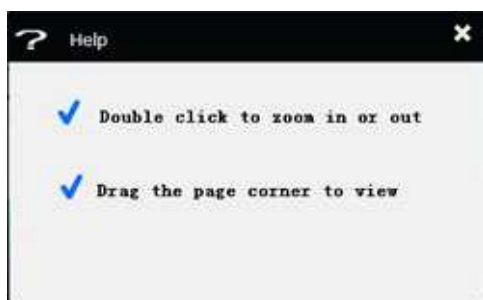 Help
Double click to zoom in or out
Drag the page corner to view